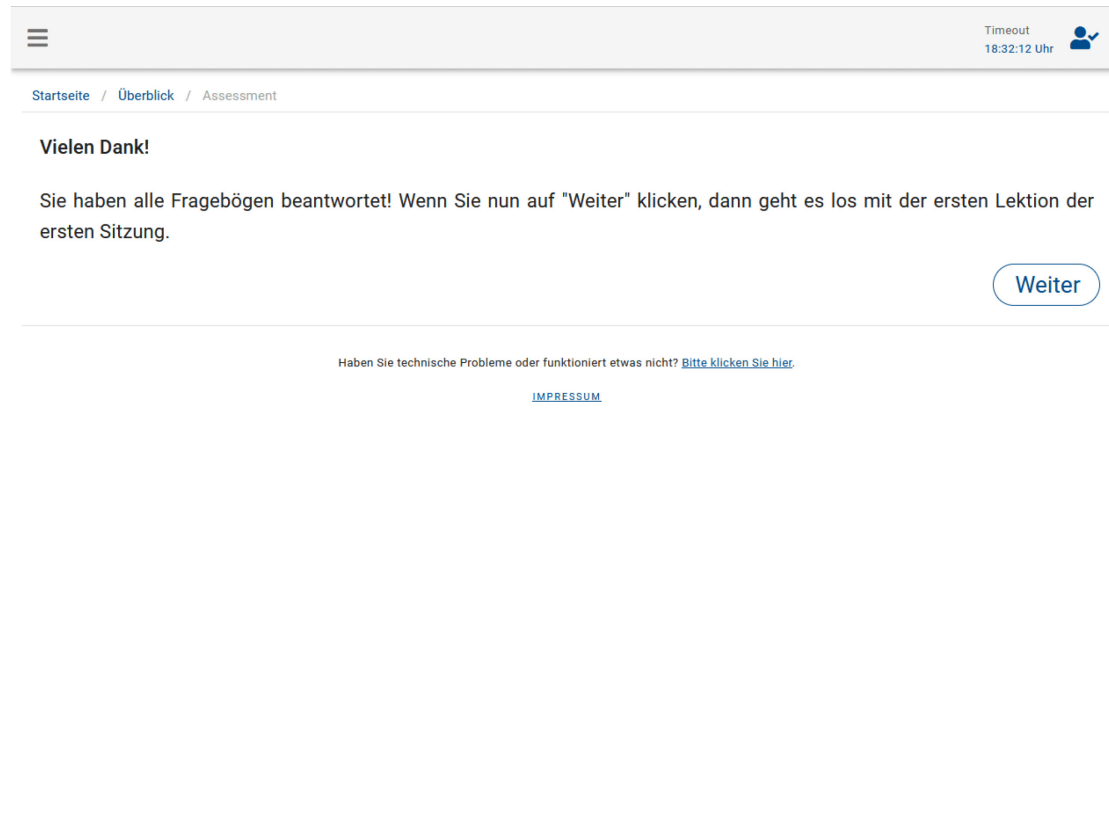 Timeout
18:32:12 Uhr
Startseite / Überblick / Assessment
Vielen Dank!
Sie haben alle Fragebögen beantwortet! Wenn Sie nun auf "Weiter" klicken, dann geht es los mit der ersten Lektion der
ersten Sitzung.
Weiter
Haben Sie technische Probleme oder funktioniert etwas nicht? Bitte klicken Sie hier.
IMPRESSUM